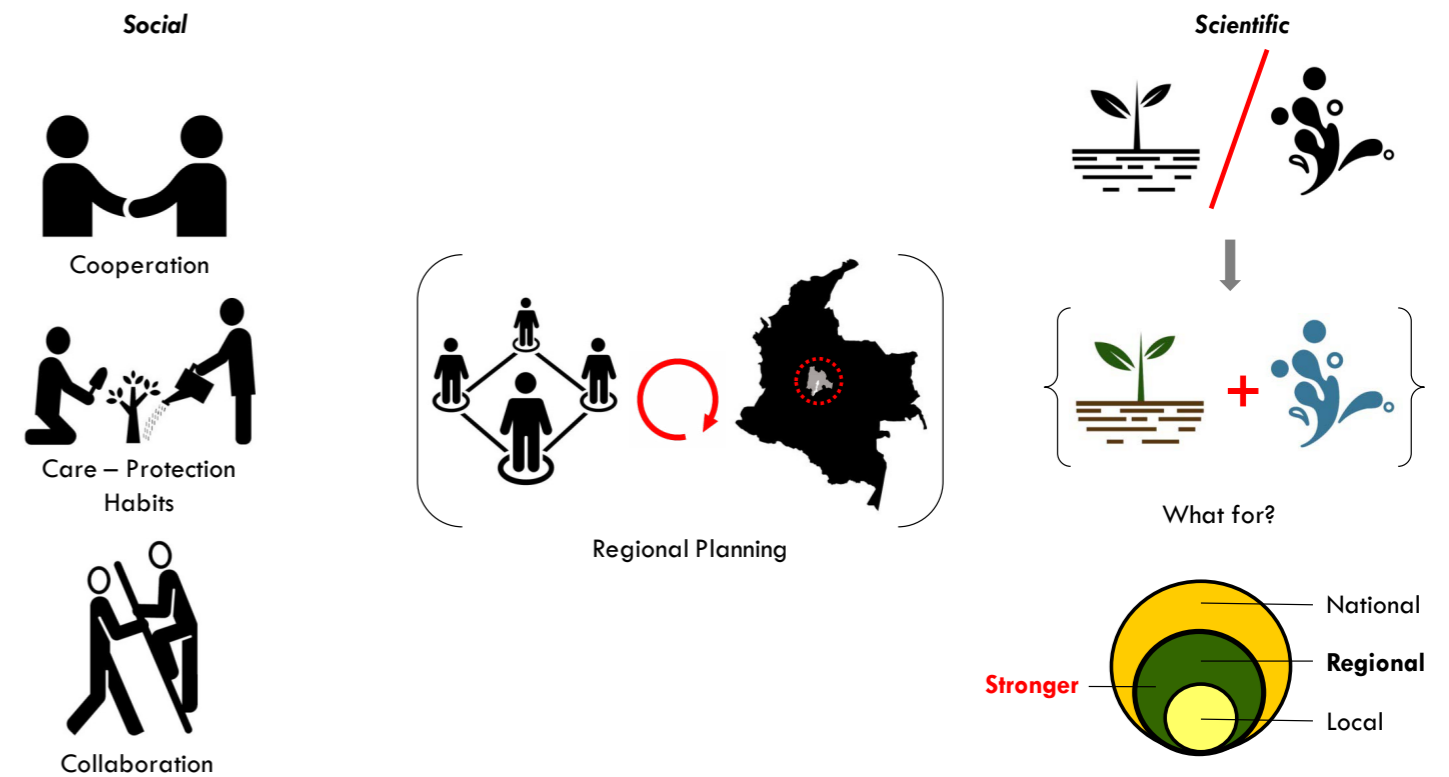 Social
Cooperation
Care – Protection
Habits
Collaboration
Regional Planning
Scientific
What for?
National
Regional
Stronger
Local